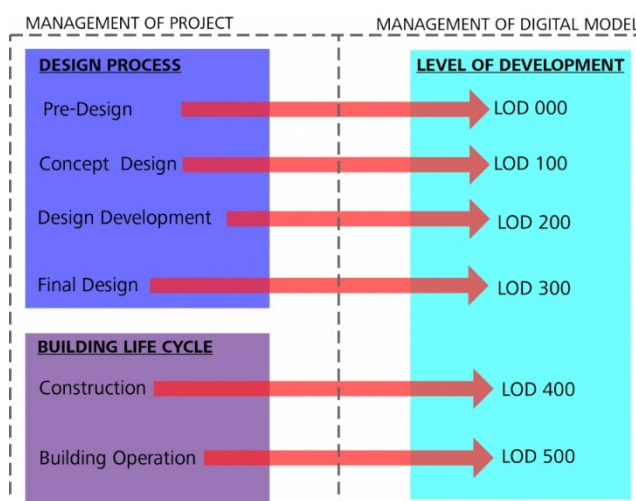 MANAGEMENT OF PROJECT
MANAGEMENT OF DIGITAL MODEL
DESIGN PROCESS
LEVEL OF DEVELOPMENT
Pre-Design
LOD 000
Concept Design
LOD 100
Design Development
LOD 200
Final Design
LOD 300
BUILDING LIFE CYCLE
Construction
LOD 400
Building Operation
LOD 500